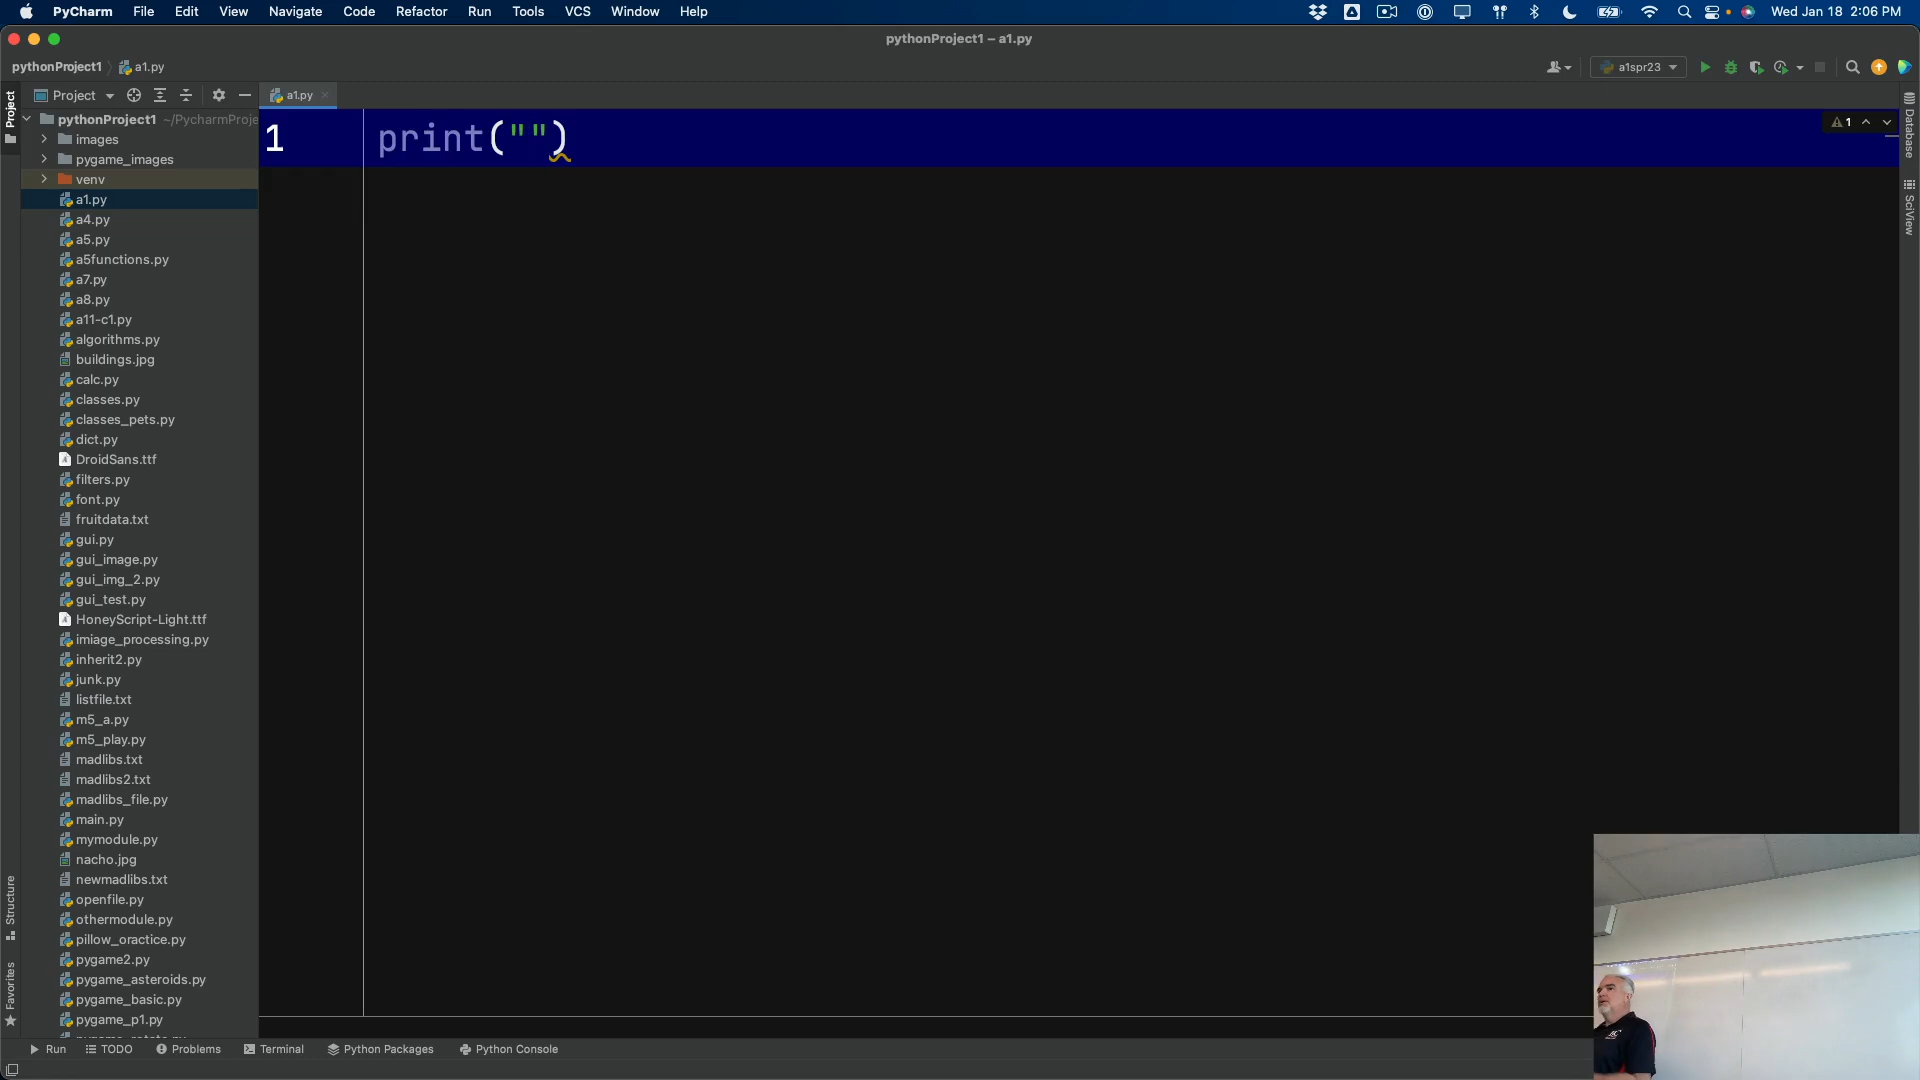 PyCharm File Edit View Navigate Code Refactor Run Tools VCS Window Help Wed Jan 18 2:06 PM
pythonProject1 – a1.py
pythonProject1 a1.py a1spr23
Project a1.py
Project
pythonProject1 ~/PycharmProje
images
pygame_images
venv
a1.py
a4.py
a5.py
a5functions.py
a7.py
a8.py
a11-c1.py
algorithms.py
buildings.jpg
calc.py
classes.py
classes_pets.py
dict.py
DroidSans.ttf
filters.py
font.py
fruitdata.txt
gui.py
gui_image.py
gui_img_2.py
gui_test.py
HoneyScript-Light.ttf
imiage_processing.py
inherit2.py
junk.py
listfile.txt
m5_a.py
m5_play.py
madlibs.txt
madlibs2.txt
madlibs_file.py
main.py
mymodule.py
nacho.jpg
newmadlibs.txt
openfile.py
othermodule.py
pillow_oractice.py
pygame2.py
pygame_asteroids.py
pygame_basic.py
pygame_p1.py
1 print("")
1
Database
SciView
Structure
Favorites
Run TODO Problems Terminal Python Packages Python Console